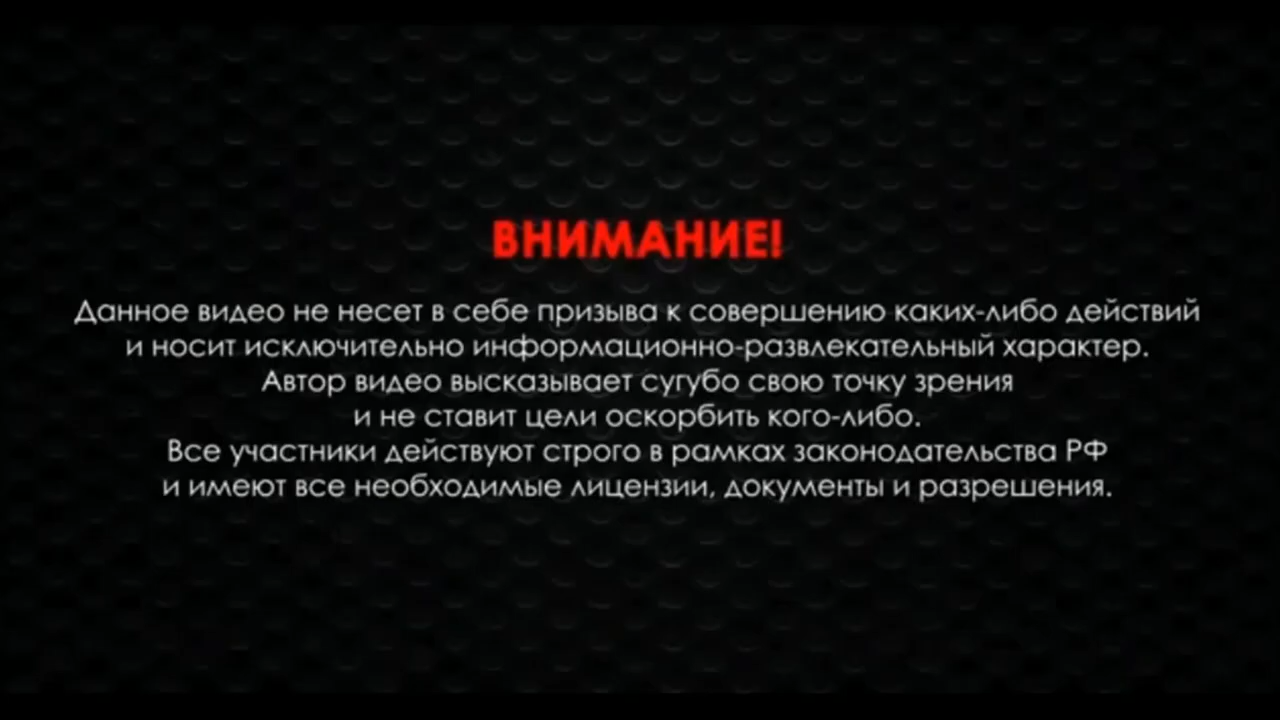 ВНИМАНИЕ!
Данное видео не несет в себе призыва к совершению каких-либо действий
и носит исключительно информационно-развлекательный характер.
Автор видео высказывает сугубо свою точку зрения
и не ставит цели оскорбить кого-либо.
Все участники действуют строго в рамках законодательства РФ
и имеют все необходимые лицензии, документы и разрешения.